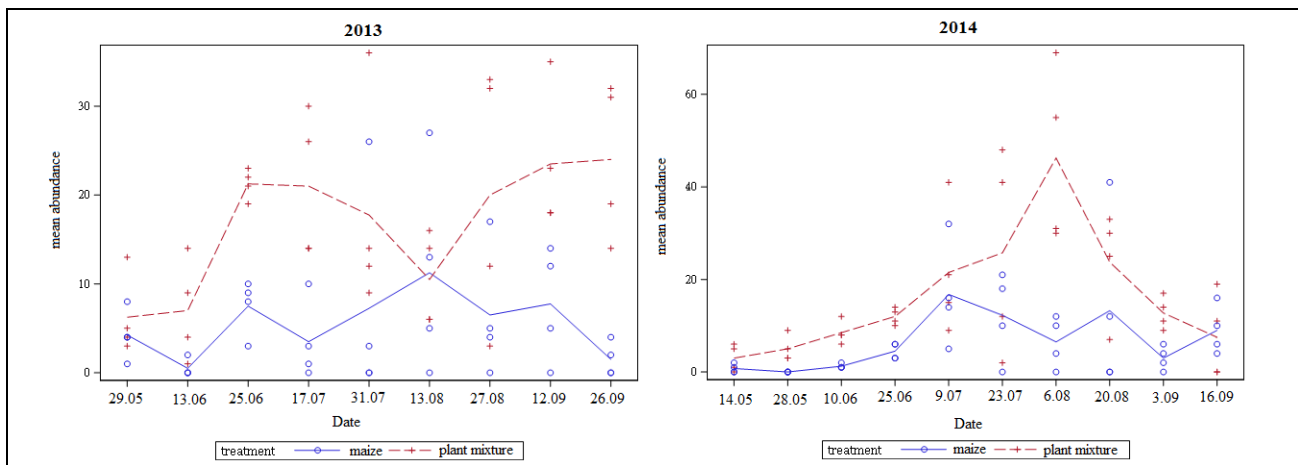 2013
mean abundance
30
20
10
0
29.05 13.06 25.06 17.07 31.07 13.08 27.08 12.09 26.09
Date
treatment maize plant mixture
2014
mean abundance
60
40
20
0
14.05 28.05 10.06 25.06 9.07 23.07 6.08 20.08 3.09 16.09
Date
treatment maize plant mixture